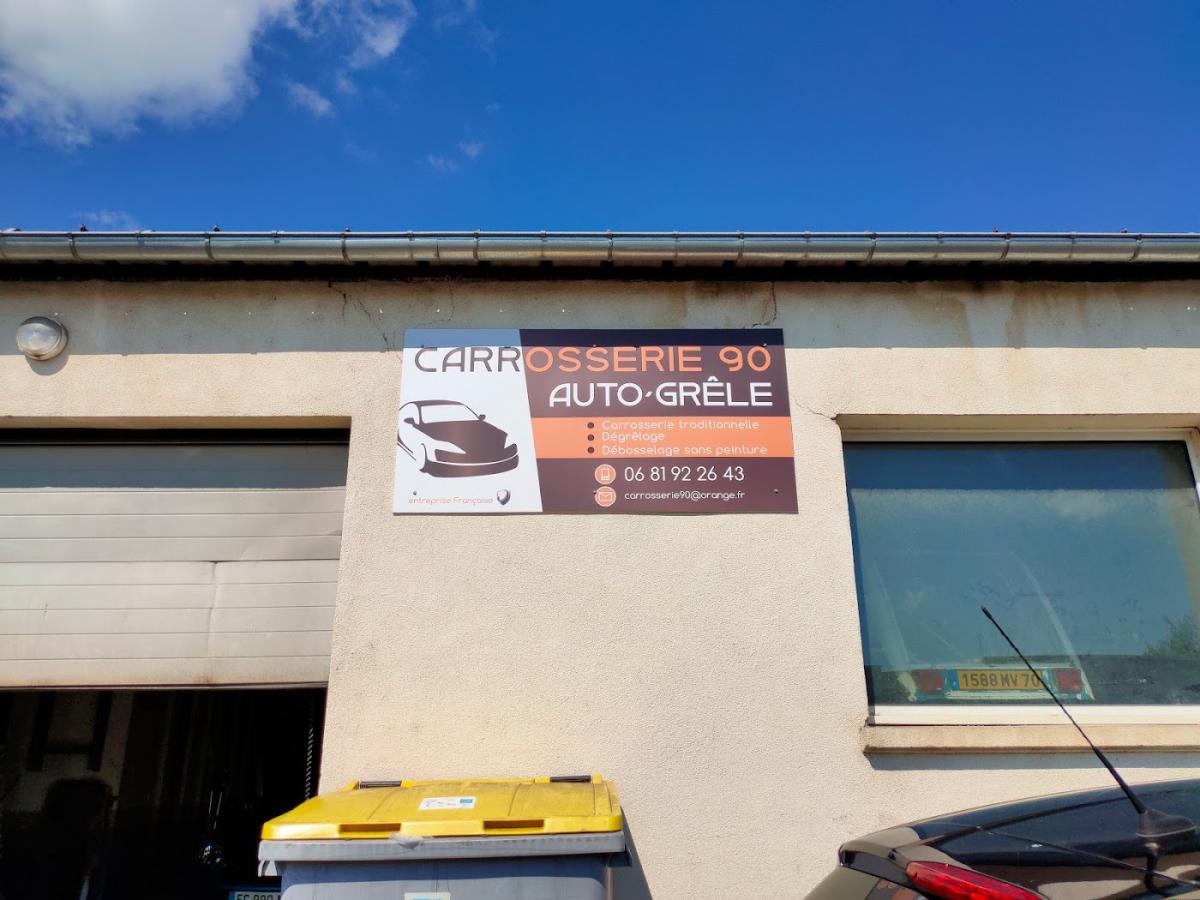 CARROSSERIE 90
AUTO-GRÊLE
Carrosserie traditionnelle
Dégrêlage
Débosselage sans peinture
06 81 92 26 43
carrosserie90@orange.fr
entreprise Française
1588 MV 70